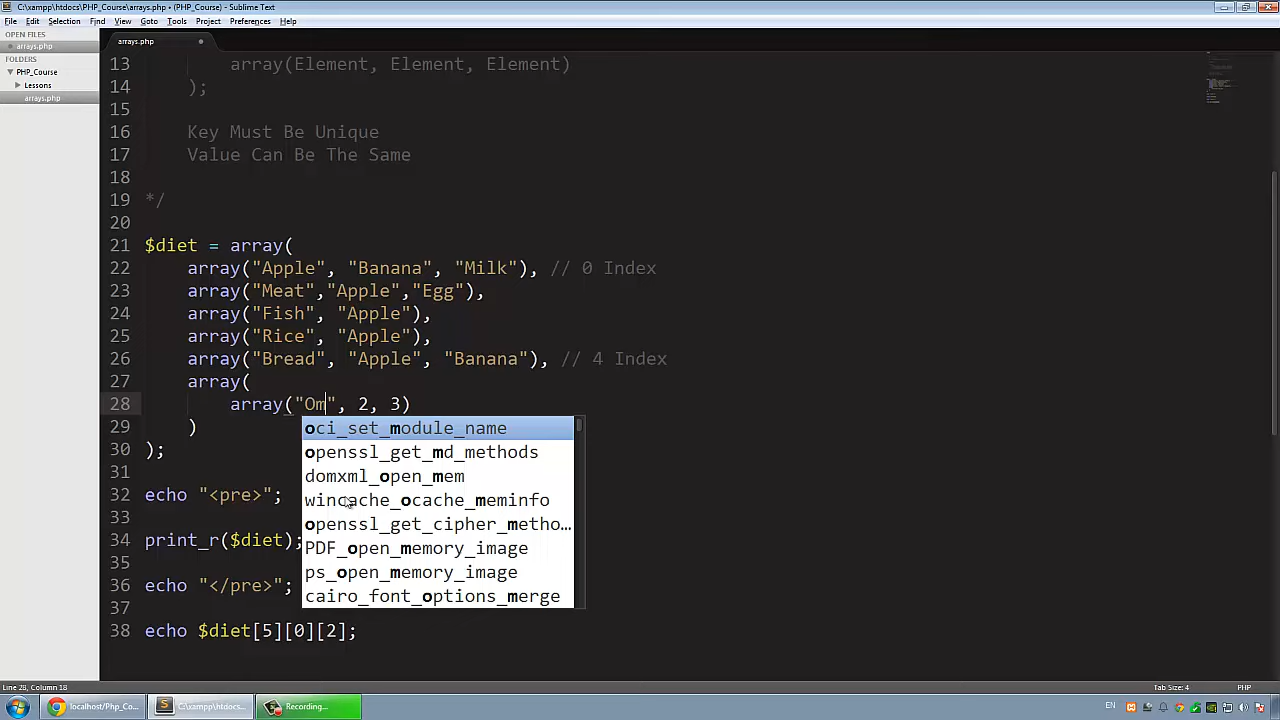 C:\xampp\htdocs\PHP_Course\arrays.php • (PHP_Course) - Sublime Text
File Edit Selection Find View Goto Tools Project Preferences Help
OPEN FILES
arrays.php
FOLDERS
PHP_Course
Lessons
arrays.php
arrays.php
13 array(Element, Element, Element)
14 );
15
16 Key Must Be Unique
17 Value Can Be The Same
18
19 */
20
21 $diet = array(
22 array("Apple", "Banana", "Milk"), // 0 Index
23 array("Meat","Apple","Egg"),
24 array("Fish", "Apple"),
25 array("Rice", "Apple"),
26 array("Bread", "Apple", "Banana"), // 4 Index
27 array(
28 array("Om", 2, 3)
29 )
30 );
31
32 echo "<pre>";
33
34 print_r($diet);
35
36 echo "</pre>";
37
38 echo $diet[5][0][2];
oci_set_module_name
openssl_get_md_methods
domxml_open_mem
wincache_ocache_meminfo
openssl_get_cipher_metho...
PDF_open_memory_image
ps_open_memory_image
cairo_font_options_merge
Line 28, Column 18
Tab Size: 4
PHP
localhost/Php_Co...
C:\xampp\htdocs...
Recording...
EN